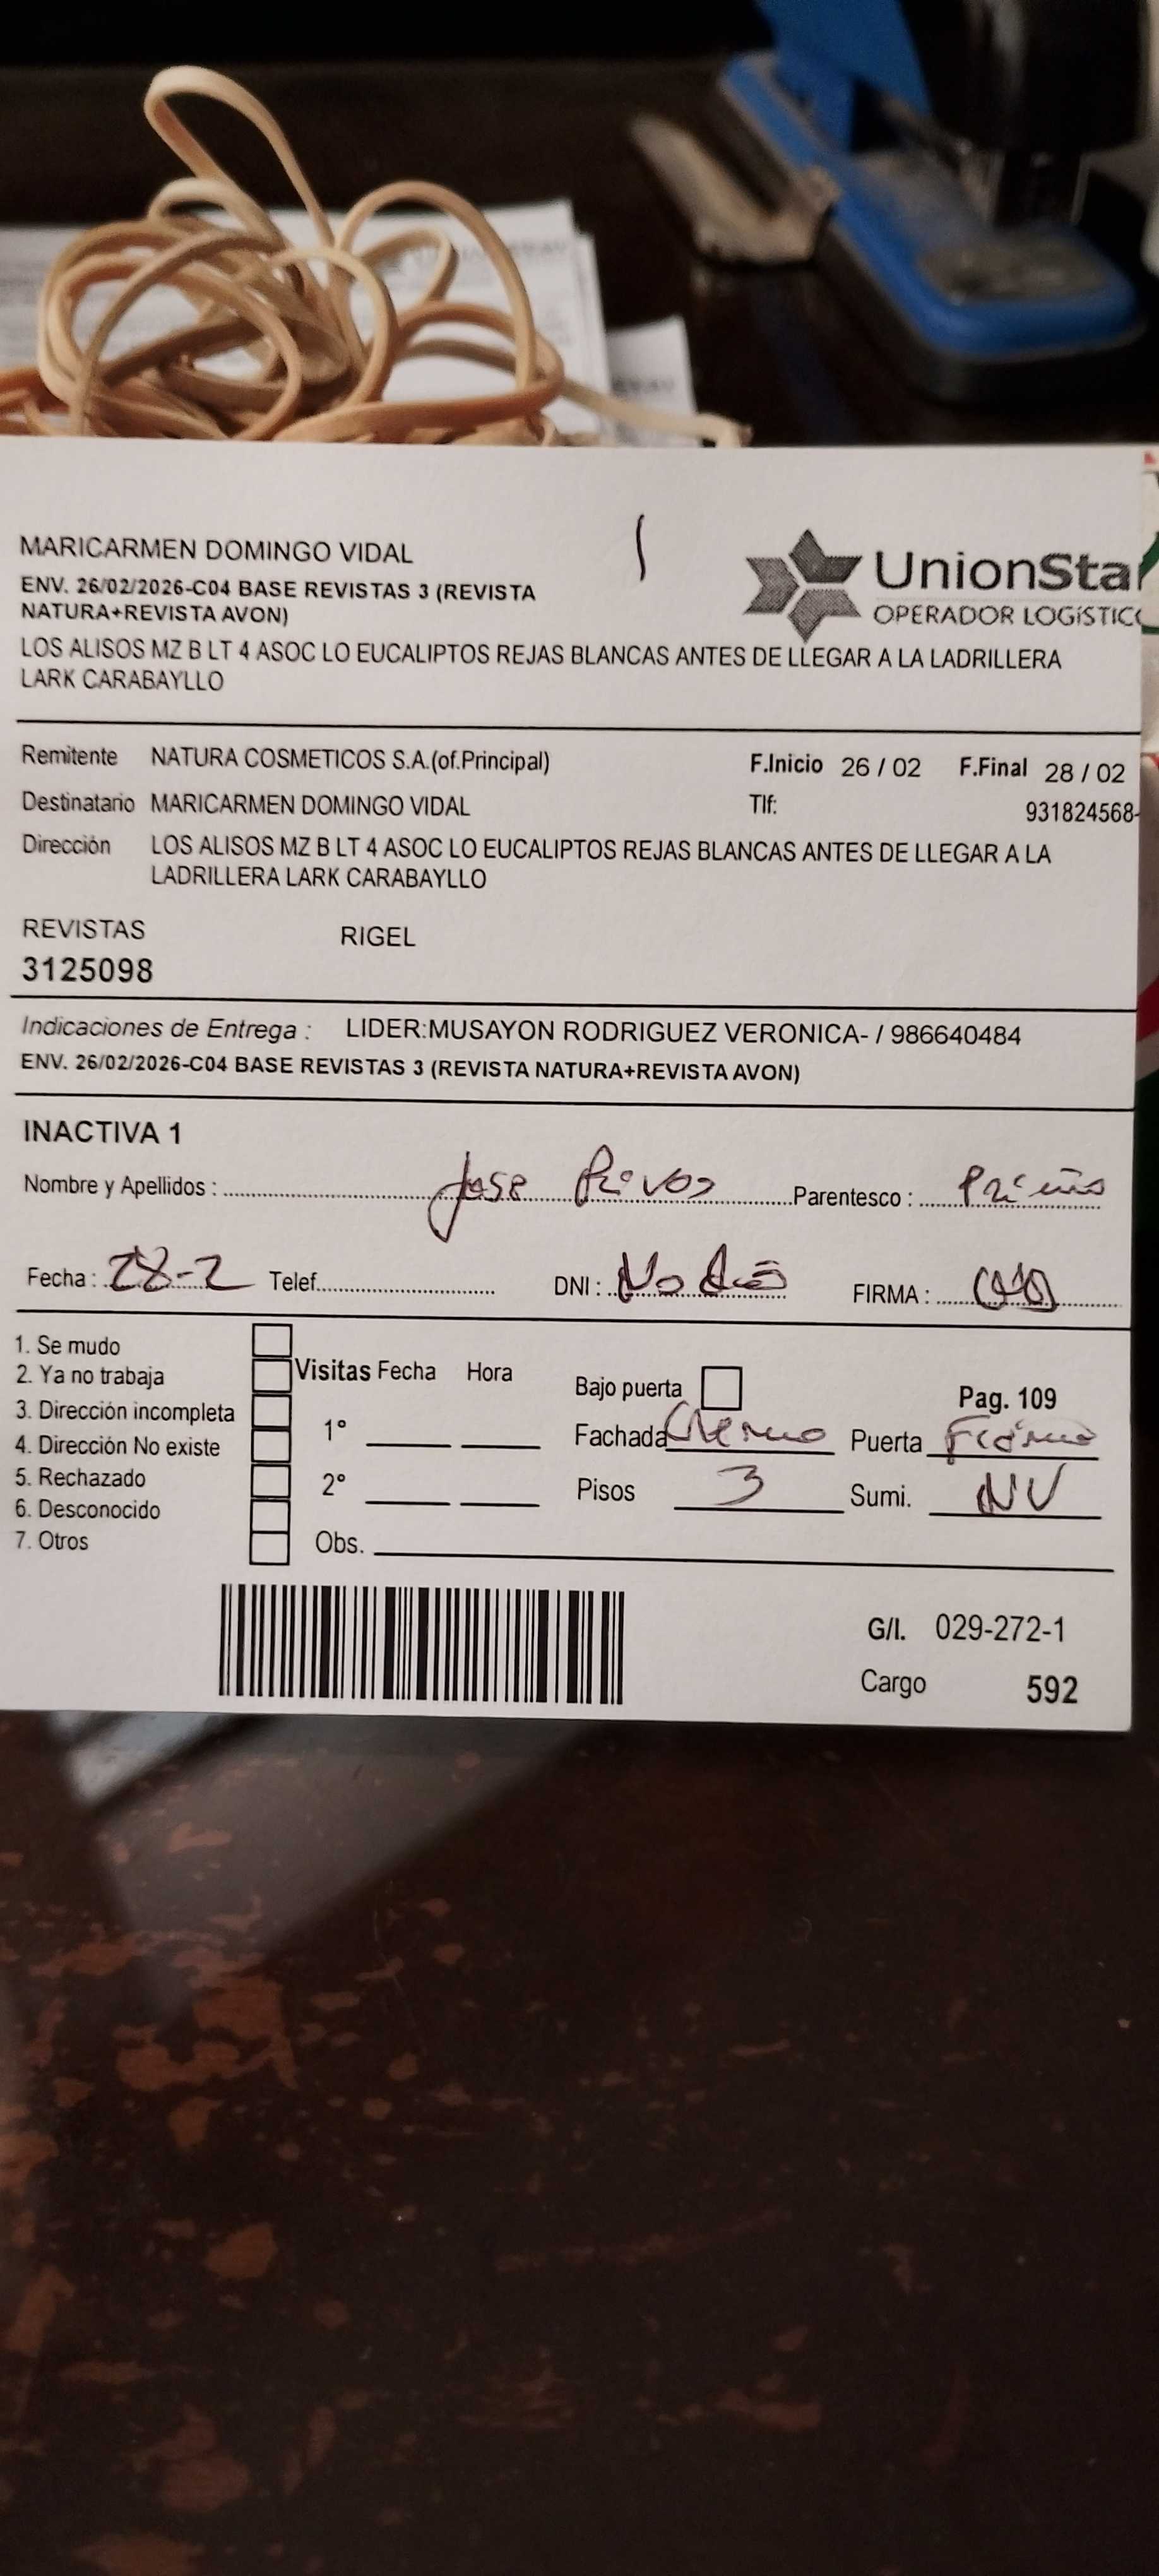 MARICARMEN DOMINGO VIDAL
ENV. 26/02/2026-C04 BASE REVISTAS 3 (REVISTA
NATURA+REVISTA AVON)
LOS ALISOS MZ B LT 4 ASOC LO EUCALIPTOS REJAS BLANCAS ANTES DE LLEGAR A LA LADRILLERA
LARK CARABAYLLO
UnionStar
OPERADOR LOGÍSTICO
Remitente NATURA COSMETICOS S.A.(of.Principal) F.Inicio 26 / 02 F.Final 28 / 02
Destinatario MARICARMEN DOMINGO VIDAL Tlf: 931824568-
Dirección LOS ALISOS MZ B LT 4 ASOC LO EUCALIPTOS REJAS BLANCAS ANTES DE LLEGAR A LA
LADRILLERA LARK CARABAYLLO
REVISTAS RIGEL
3125098
Indicaciones de Entrega : LIDER:MUSAYON RODRIGUEZ VERONICA- / 986640484
ENV. 26/02/2026-C04 BASE REVISTAS 3 (REVISTA NATURA+REVISTA AVON)
INACTIVA 1
Nombre y Apellidos : Jose Rivos Parentesco :
Fecha : 28-2 Telef. DNI : No FIRMA :
1. Se mudo
2. Ya no trabaja
3. Dirección incompleta
4. Dirección No existe
5. Rechazado
6. Desconocido
7. Otros
Visitas Fecha Hora
1°
2°
Obs.
Bajo puerta Pag. 109
Fachada Puerta
Pisos 3 Sumi. NV
G/I. 029-272-1
Cargo 592